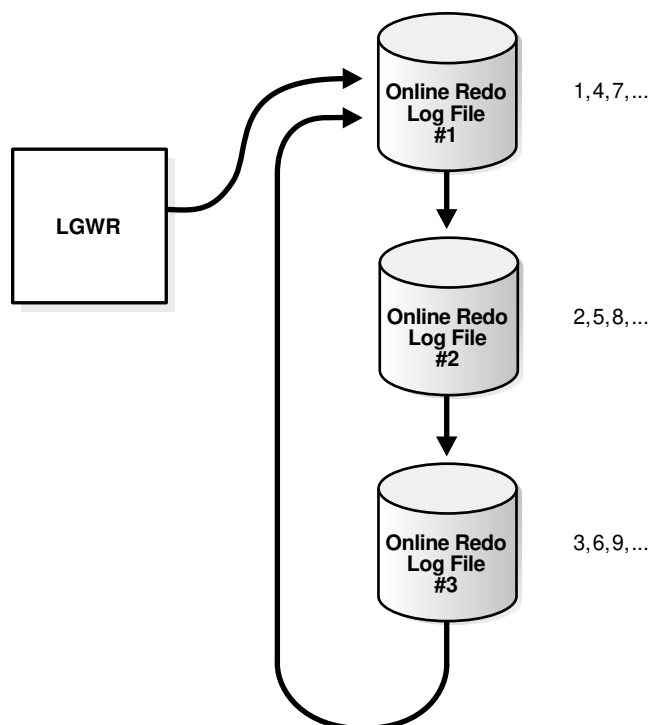 Online Redo
Log File
#1
1,4,7,...
LGWR
Online Redo
Log File
#2
2,5,8,...
Online Redo
Log File
#3
3,6,9,...